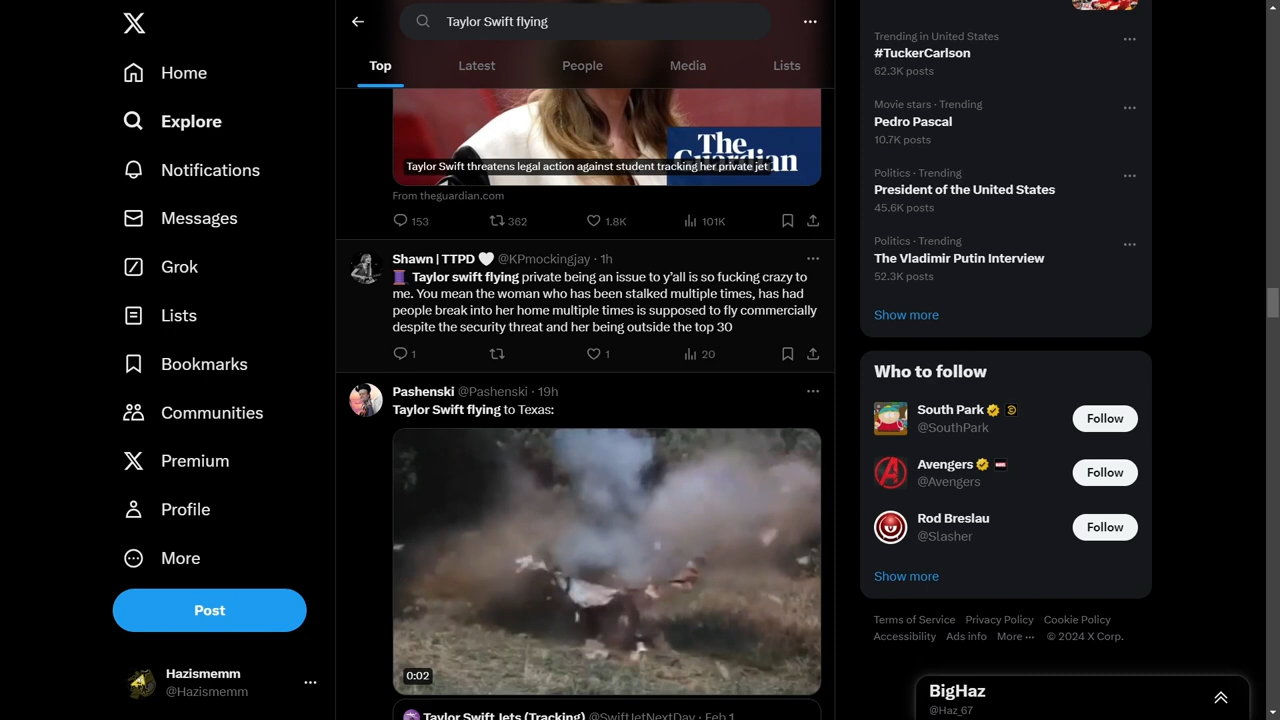 Home
Explore
Notifications
Messages
Grok
Lists
Bookmarks
Communities
Premium
Profile
More
Post
Hazismemm
@Hazismemm
Taylor Swift flying
Top
Latest
People
Media
Lists
The
Guardian
Taylor Swift threatens legal action against student tracking her private jet
From theguardian.com
153
362
1.8K
101K
Shawn | TTPD 🤍 @KPmockingjay · 1h
🧵 Taylor swift flying private being an issue to y'all is so fucking crazy to
me. You mean the woman who has been stalked multiple times, has had
people break into her home multiple times is supposed to fly commercially
despite the security threat and her being outside the top 30
1
1
20
Pashenski @Pashenski · 19h
Taylor Swift flying to Texas:
0:02
Taylor Swift Jets (Tracking) @SwiftJetNextDay · Feb 1
Trending in United States
#TuckerCarlson
62.3K posts
Movie stars · Trending
Pedro Pascal
10.7K posts
Politics · Trending
President of the United States
45.6K posts
Politics · Trending
The Vladimir Putin Interview
52.3K posts
Show more
Who to follow
South Park
@SouthPark
Follow
Avengers
@Avengers
Follow
Rod Breslau
@Slasher
Follow
Show more
Terms of Service Privacy Policy Cookie Policy
Accessibility Ads info More ··· © 2024 X Corp.
BigHaz
@Haz_67